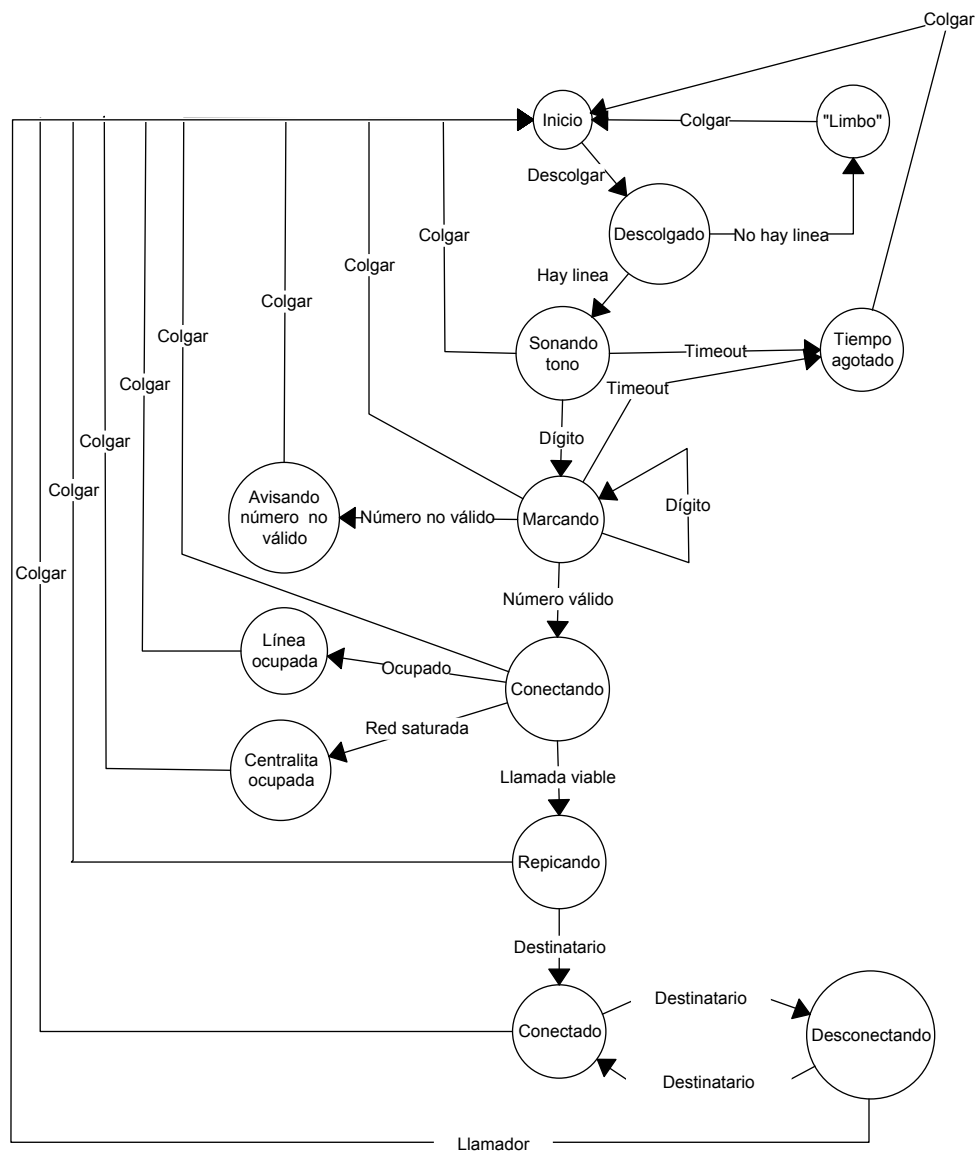 Colgar
Inicio
Colgar
"Limbo"
Descolgar
Colgar
Descolgado
No hay linea
Colgar
Hay linea
Colgar
Colgar
Sonando
tono
Timeout
Tiempo
agotado
Colgar
Timeout
Colgar
Dígito
Colgar
Avisando
número no
válido
Número no válido
Marcando
Dígito
Colgar
Número válido
Línea
ocupada
Ocupado
Conectando
Red saturada
Centralita
ocupada
Llamada viable
Repicando
Destinatario
Conectado
Destinatario
Desconectando
Destinatario
Llamador